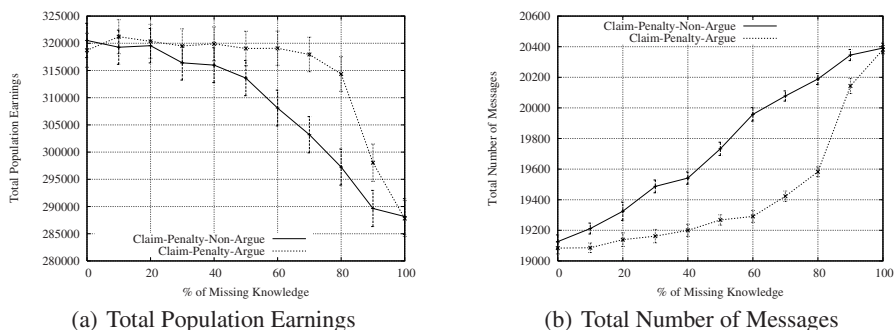 325000
320000
315000
310000
305000
300000
295000
290000
285000
280000
Total Population Earnings
Claim-Penalty-Non-Argue
Claim-Penalty-Argue
0 20 40 60 80 100
% of Missing Knowledge
(a) Total Population Earnings
20400
20200
20000
19800
19600
19400
19200
19000
Total Number of Messages
Claim-Penalty-Non-Argue
Claim-Penalty-Argue
0 20 40 60 80 100
% of Missing Knowledge
(b) Total Number of Messages